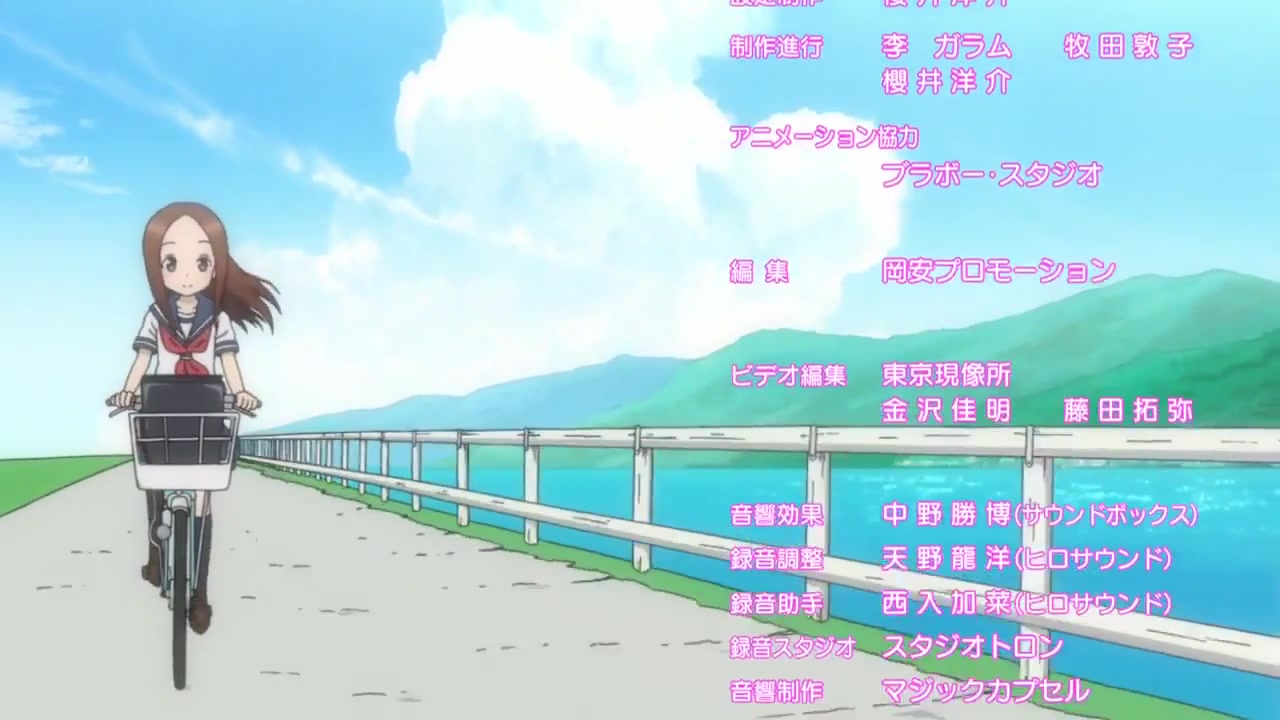 制作進行 李 ガラム 牧田敦子
櫻井洋介
アニメーション協力
ブラボー・スタジオ
編集 岡安プロモーション
ビデオ編集 東京現像所
金沢佳明 藤田拓弥
音響効果 中野勝博(サウンドボックス)
録音調整 天野龍洋(ヒロサウンド)
録音助手 西入加菜(ヒロサウンド)
録音スタジオ スタジオトロン
音響制作 マジックカプセル